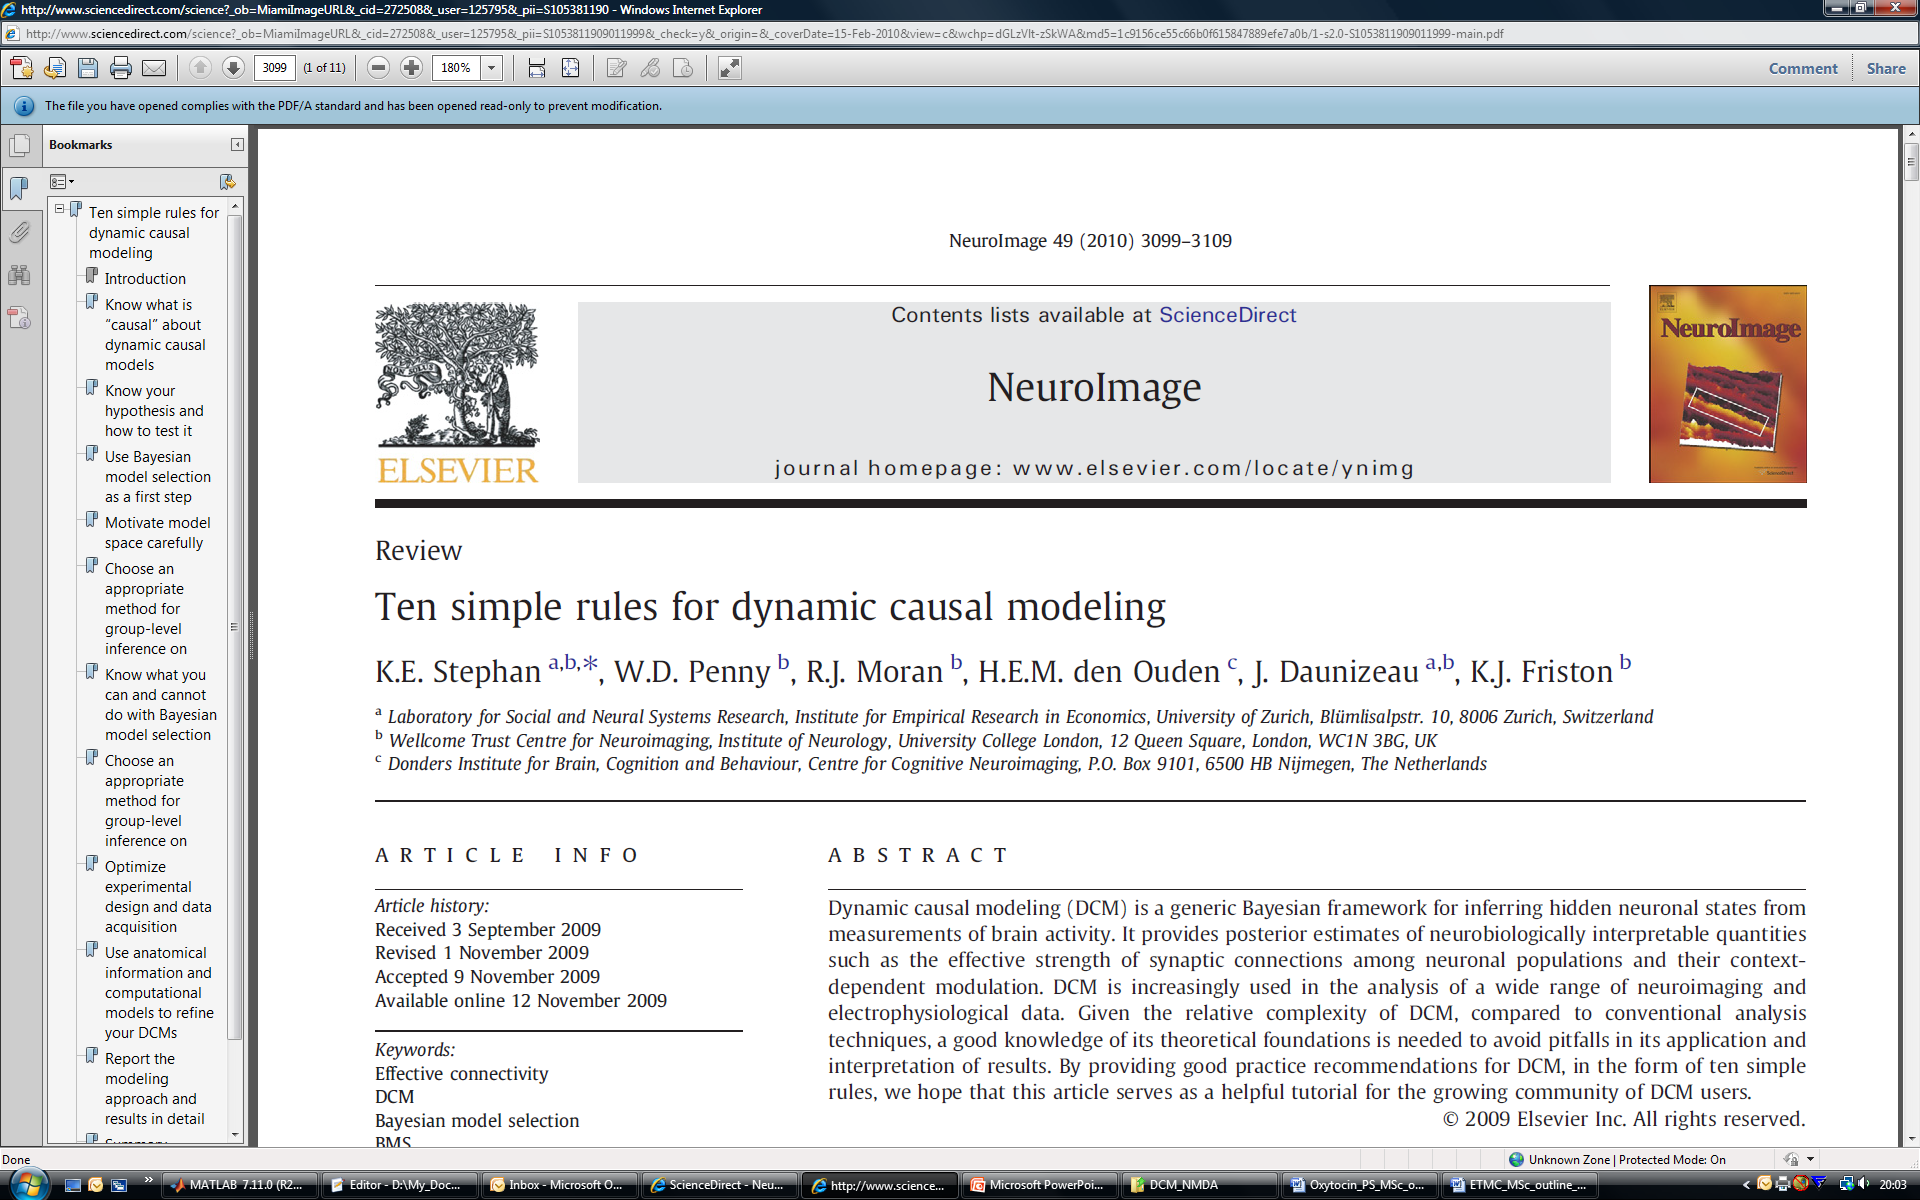 http://www.sciencedirect.com/science?_ob=MiamiImageURL&_cid=272508&_user=125795&_pii=S105381190 - Windows Internet Explorer
http://www.sciencedirect.com/science?_ob=MiamiImageURL&_cid=272508&_user=125795&_pii=S1053811909011999&_check=y&_origin=&_coverDate=15-Feb-2010&view=c&wchp=dGLzVlt-zSkWA&md5=1c9156ce55c66b0f615847889efe7a0b/1-s2.0-S1053811909011999-main.pdf
3099 (1 of 11) 180% Comment Share
The file you have opened complies with the PDF/A standard and has been opened read-only to prevent modification.
Bookmarks
Ten simple rules for
dynamic causal
modeling
Introduction
Know what is
“causal” about
dynamic causal
models
Know your
hypothesis and
how to test it
Use Bayesian
model selection
as a first step
Motivate model
space carefully
Choose an
appropriate
method for
group-level
inference on
Know what you
can and cannot
do with Bayesian
model selection
Choose an
appropriate
method for
group-level
inference on
Optimize
experimental
design and data
acquisition
Use anatomical
information and
computational
models to refine
your DCMs
Report the
modeling
approach and
results in detail
Summary
NeuroImage 49 (2010) 3099–3109
Contents lists available at ScienceDirect
NeuroImage
journal homepage: www.elsevier.com/locate/ynimg
NON SOLUS
ELSEVIER
NeuroImage
Review
Ten simple rules for dynamic causal modeling
K.E. Stephan a,b,*, W.D. Penny b, R.J. Moran b, H.E.M. den Ouden c, J. Daunizeau a,b, K.J. Friston b
a Laboratory for Social and Neural Systems Research, Institute for Empirical Research in Economics, University of Zurich, Blümlisalpstr. 10, 8006 Zurich, Switzerland
b Wellcome Trust Centre for Neuroimaging, Institute of Neurology, University College London, 12 Queen Square, London, WC1N 3BG, UK
c Donders Institute for Brain, Cognition and Behaviour, Centre for Cognitive Neuroimaging, P.O. Box 9101, 6500 HB Nijmegen, The Netherlands
ARTICLE INFO
Article history:
Received 3 September 2009
Revised 1 November 2009
Accepted 9 November 2009
Available online 12 November 2009
Keywords:
Effective connectivity
DCM
Bayesian model selection
BMS
ABSTRACT
Dynamic causal modeling (DCM) is a generic Bayesian framework for inferring hidden neuronal states from
measurements of brain activity. It provides posterior estimates of neurobiologically interpretable quantities
such as the effective strength of synaptic connections among neuronal populations and their context-
dependent modulation. DCM is increasingly used in the analysis of a wide range of neuroimaging and
electrophysiological data. Given the relative complexity of DCM, compared to conventional analysis
techniques, a good knowledge of its theoretical foundations is needed to avoid pitfalls in its application and
interpretation of results. By providing good practice recommendations for DCM, in the form of ten simple
rules, we hope that this article serves as a helpful tutorial for the growing community of DCM users.
© 2009 Elsevier Inc. All rights reserved.
Done
Unknown Zone | Protected Mode: On
MATLAB 7.11.0 (R2...
Editor - D:\My_Doc...
Inbox - Microsoft O...
ScienceDirect - Neu...
http://www.science...
Microsoft PowerPoi...
DCM_NMDA
Oxytocin_PS_MSc_o...
ETMC_MSc_outline_...
20:03